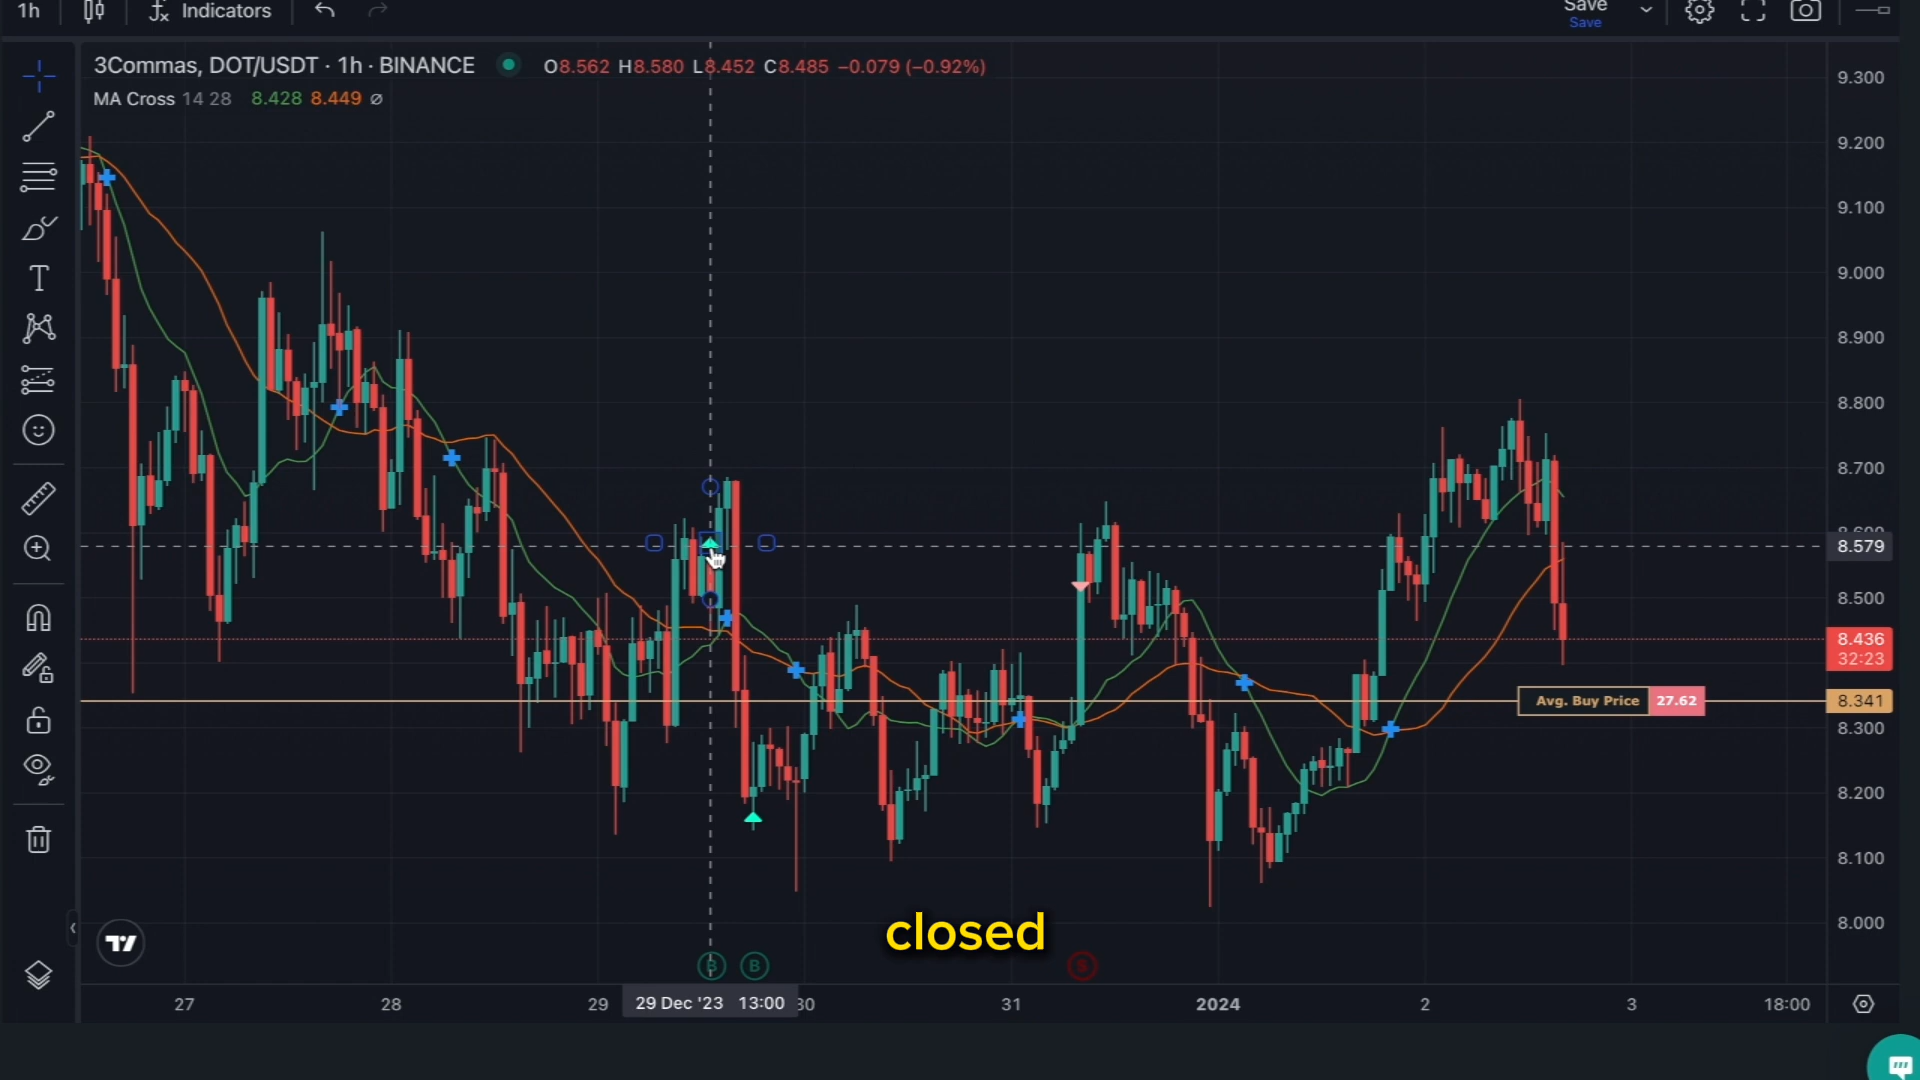 1h
Indicators
Save
Save
3Commas, DOT/USDT · 1h · BINANCE
O8.562 H8.580 L8.452 C8.485 −0.079 (−0.92%)
MA Cross 14 28 8.428 8.449 ∅
9.300
9.200
9.100
9.000
8.900
8.800
8.700
8.600
8.579
8.500
8.436
32:23
Avg. Buy Price 27.62
8.341
8.300
8.200
8.100
8.000
closed
B B S
27 28 29 29 Dec '23 13:00 30 31 2024 2 3 18:00